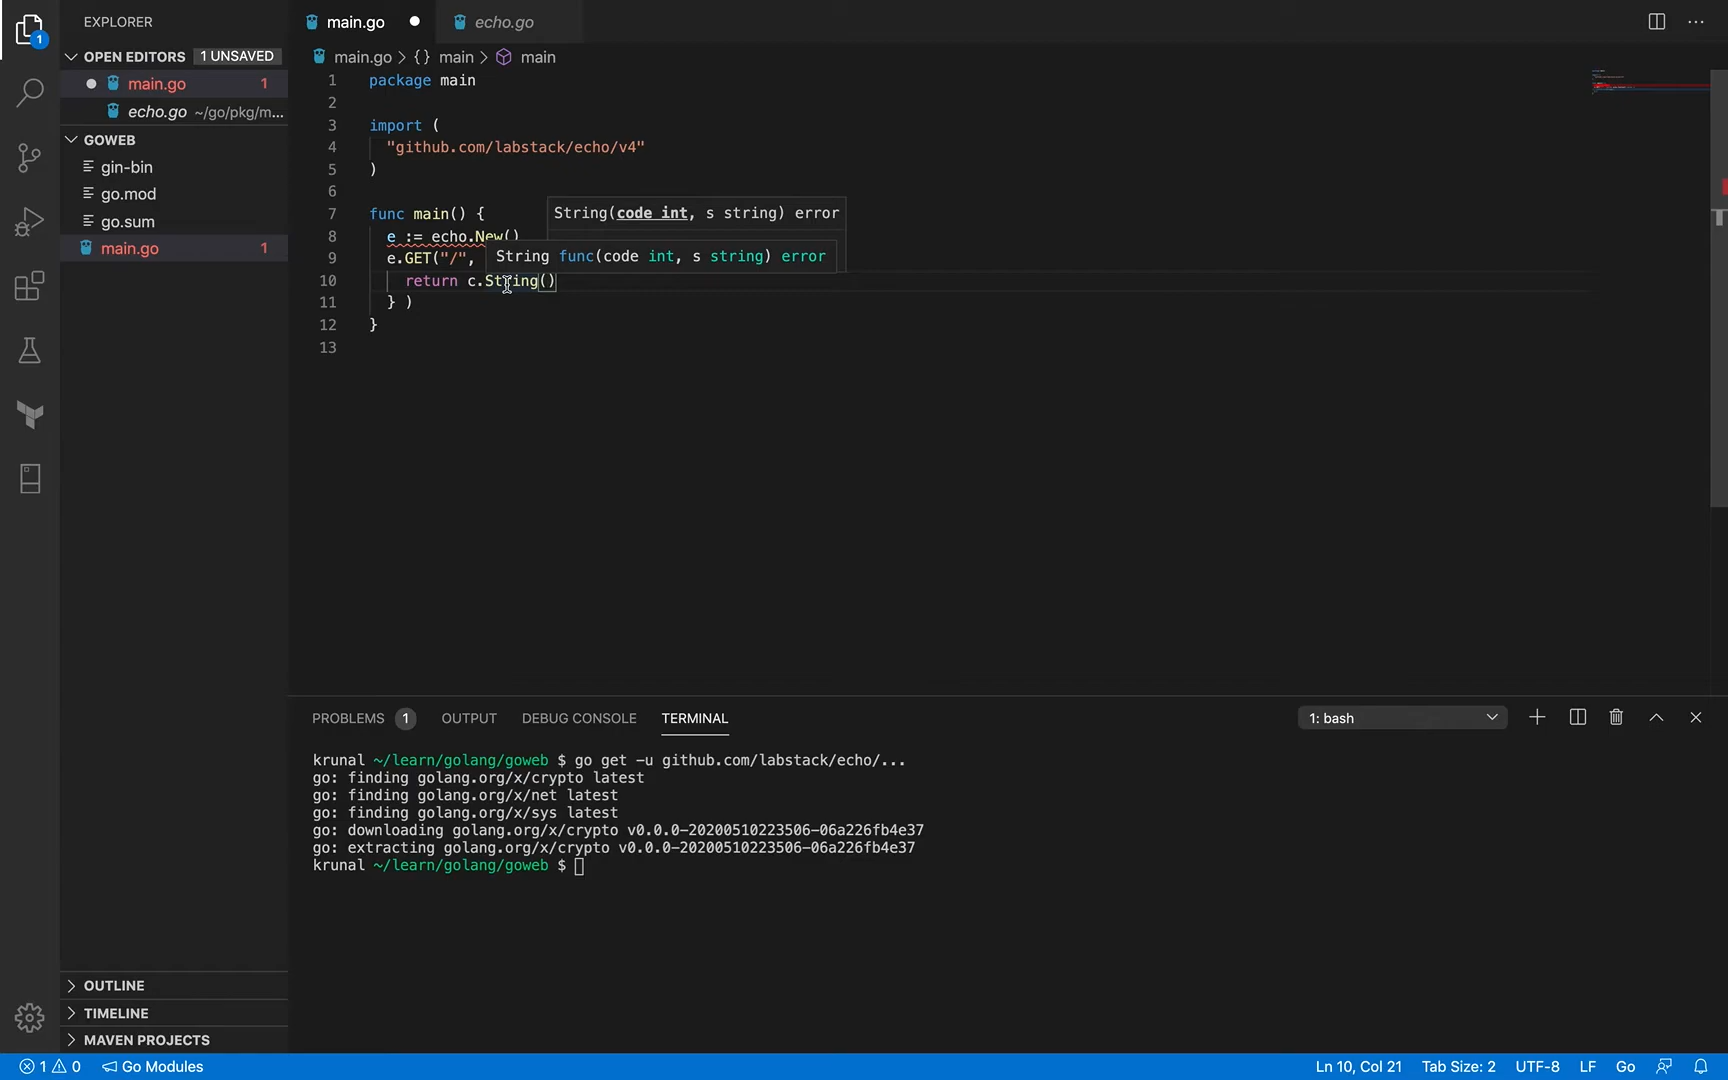 EXPLORER
OPEN EDITORS 1 UNSAVED
main.go 1
echo.go ~/go/pkg/m...
GOWEB
gin-bin
go.mod
go.sum
main.go 1
OUTLINE
TIMELINE
MAVEN PROJECTS
1
main.go
echo.go
main.go > {} main > main
1 package main
2
3 import (
4 "github.com/labstack/echo/v4"
5 )
6
7 func main() {
8 e := echo.New()
9 e.GET("/",
10 return c.String()
11 } )
12 }
13
String(code int, s string) error
String func(code int, s string) error
PROBLEMS 1 OUTPUT DEBUG CONSOLE TERMINAL
1: bash
krunal ~/learn/golang/goweb $ go get -u github.com/labstack/echo/...
go: finding golang.org/x/crypto latest
go: finding golang.org/x/net latest
go: finding golang.org/x/sys latest
go: downloading golang.org/x/crypto v0.0.0-20200510223506-06a226fb4e37
go: extracting golang.org/x/crypto v0.0.0-20200510223506-06a226fb4e37
krunal ~/learn/golang/goweb $
1 0 Go Modules
Ln 10, Col 21 Tab Size: 2 UTF-8 LF Go